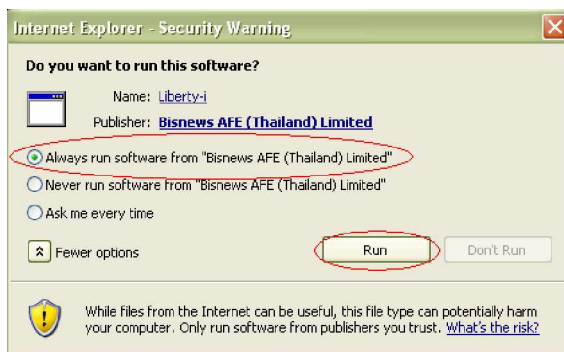 Internet Explorer - Security Warning
Do you want to run this software?
Name: Liberty-i
Publisher: Bisnews AFE (Thailand) Limited
Always run software from "Bisnews AFE (Thailand) Limited"
Never run software from "Bisnews AFE (Thailand) Limited"
Ask me every time
Fewer options
Run
Don't Run
While files from the Internet can be useful, this file type can potentially harm
your computer. Only run software from publishers you trust. What's the risk?